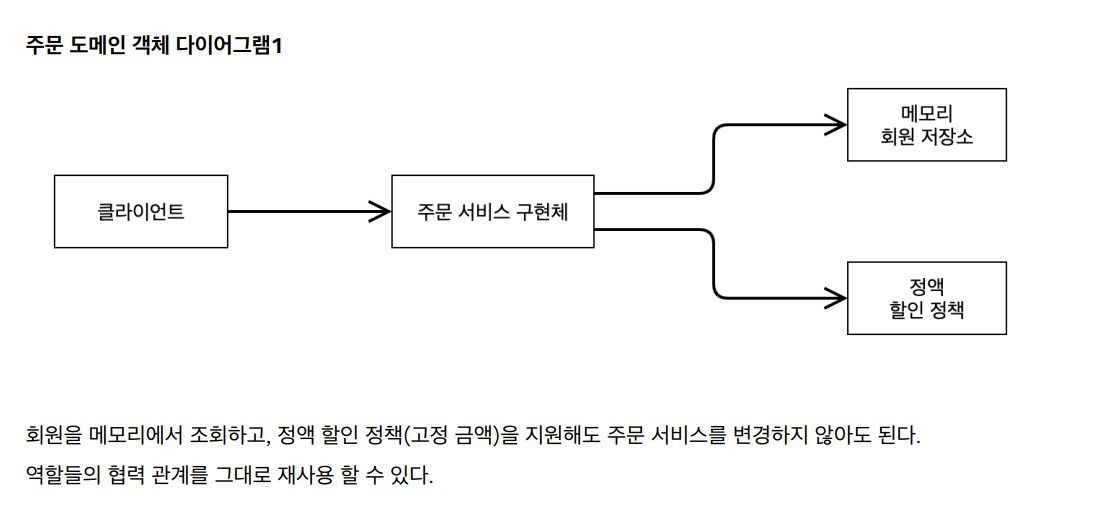 주문 도메인 객체 다이어그램1
메모리
회원 저장소
클라이언트
주문 서비스 구현체
정액
할인 정책
회원을 메모리에서 조회하고, 정액 할인 정책(고정 금액)을 지원해도 주문 서비스를 변경하지 않아도 된다.
역할들의 협력 관계를 그대로 재사용 할 수 있다.